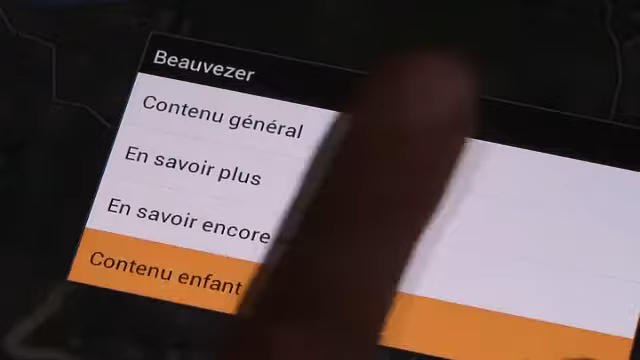 Beauvezer
Contenu général
En savoir plus
En savoir encore
Contenu enfant